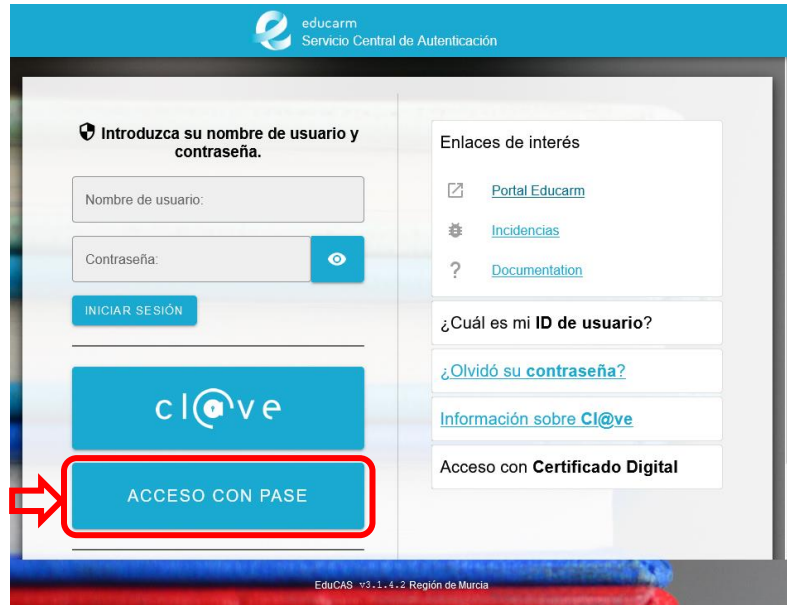 educarm
Servicio Central de Autenticación
Introduzca su nombre de usuario y
contraseña.
Nombre de usuario:
Contraseña:
INICIAR SESIÓN
cl@ve
ACCESO CON PASE
Enlaces de interés
Portal Educarm
Incidencias
? Documentation
¿Cuál es mi ID de usuario?
¿Olvidó su contraseña?
Información sobre Cl@ve
Acceso con Certificado Digital
EduCAS v3.1.4.2 Región de Murcia